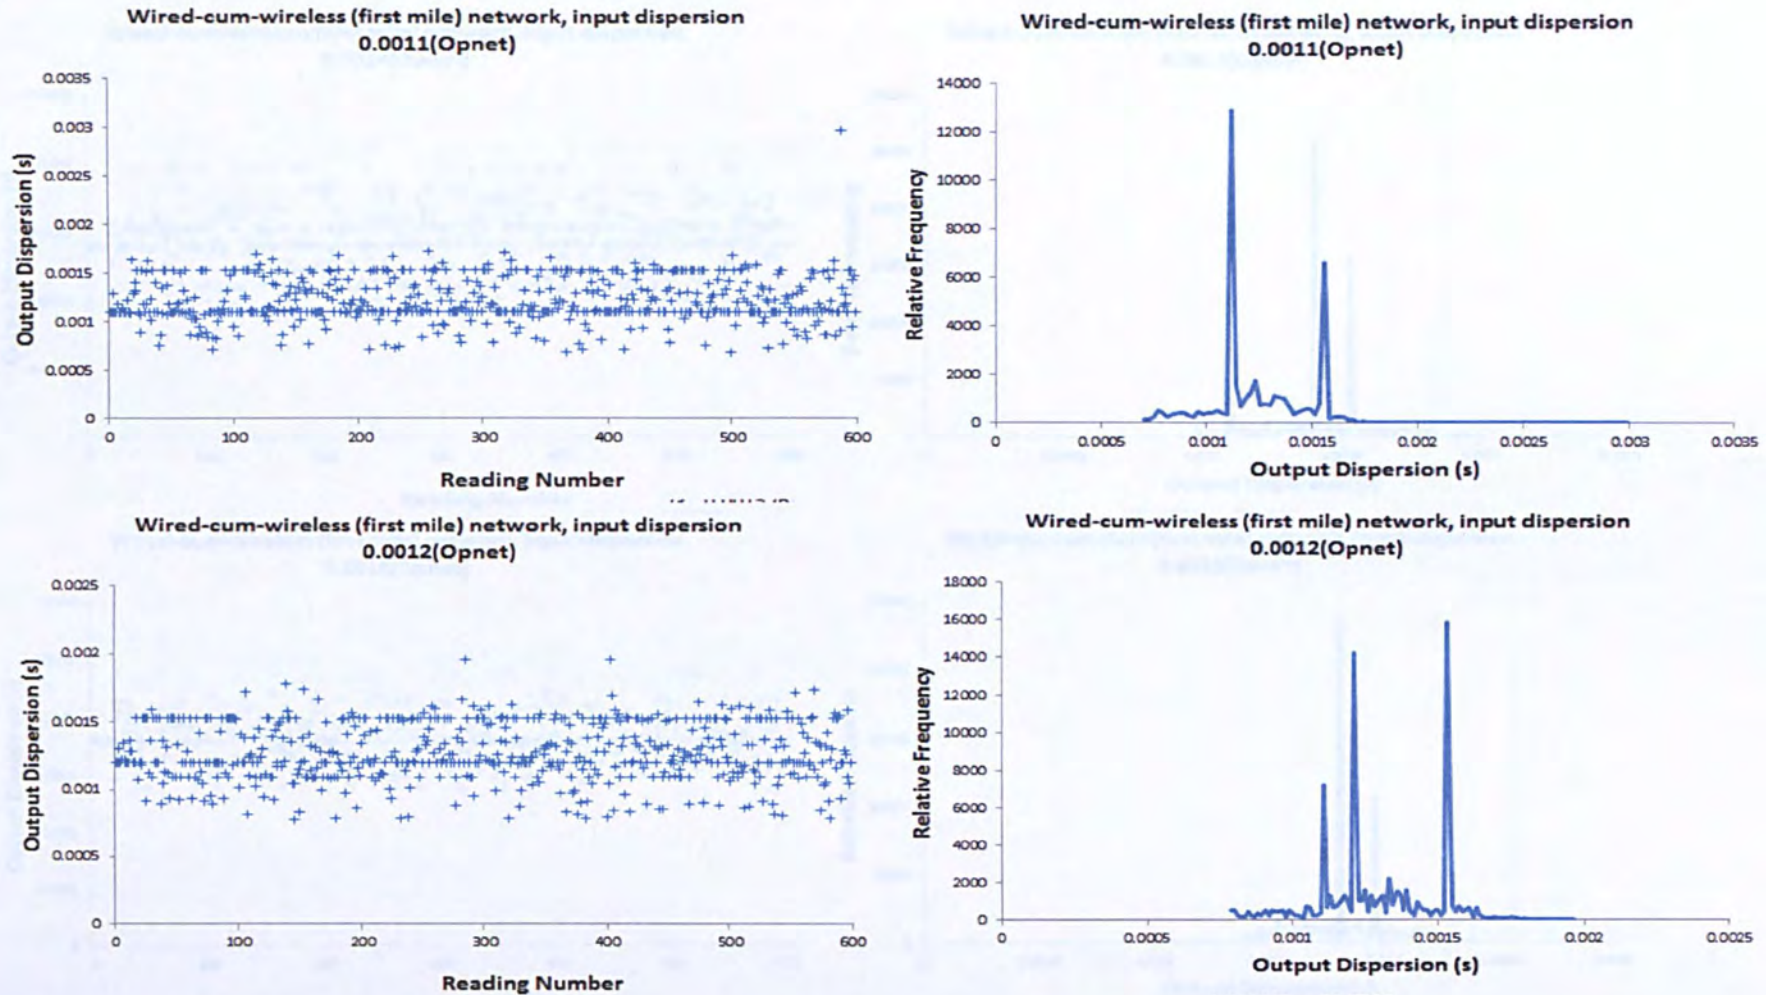 Wired-cum-wireless (first mile) network, input dispersion
0.0011(Opnet)
0.0035
0.003
0.0025
0.002
0.0015
0.001
0.0005
0
Output Dispersion (s)
0 100 200 300 400 500 600
Reading Number
Wired-cum-wireless (first mile) network, input dispersion
0.0011(Opnet)
14000
12000
10000
8000
6000
4000
2000
0
Relative Frequency
0 0.0005 0.001 0.0015 0.002 0.0025 0.003 0.0035
Output Dispersion (s)
Wired-cum-wireless (first mile) network, input dispersion
0.0012(Opnet)
0.0025
0.002
0.0015
0.001
0.0005
0
Output Dispersion (s)
0 100 200 300 400 500 600
Reading Number
Wired-cum-wireless (first mile) network, input dispersion
0.0012(Opnet)
18000
16000
14000
12000
10000
8000
6000
4000
2000
0
Relative Frequency
0 0.0005 0.001 0.0015 0.002 0.0025
Output Dispersion (s)